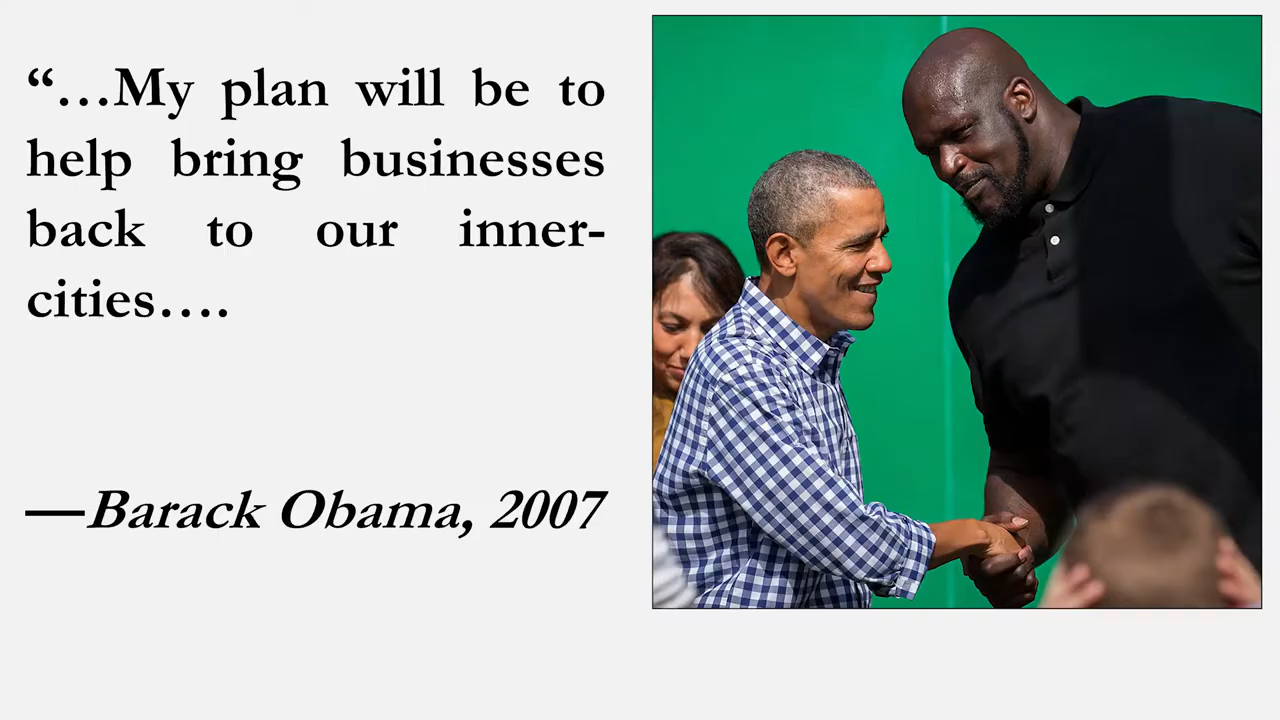 “…My plan will be to
help bring businesses
back to our inner-
cities….
—Barack Obama, 2007